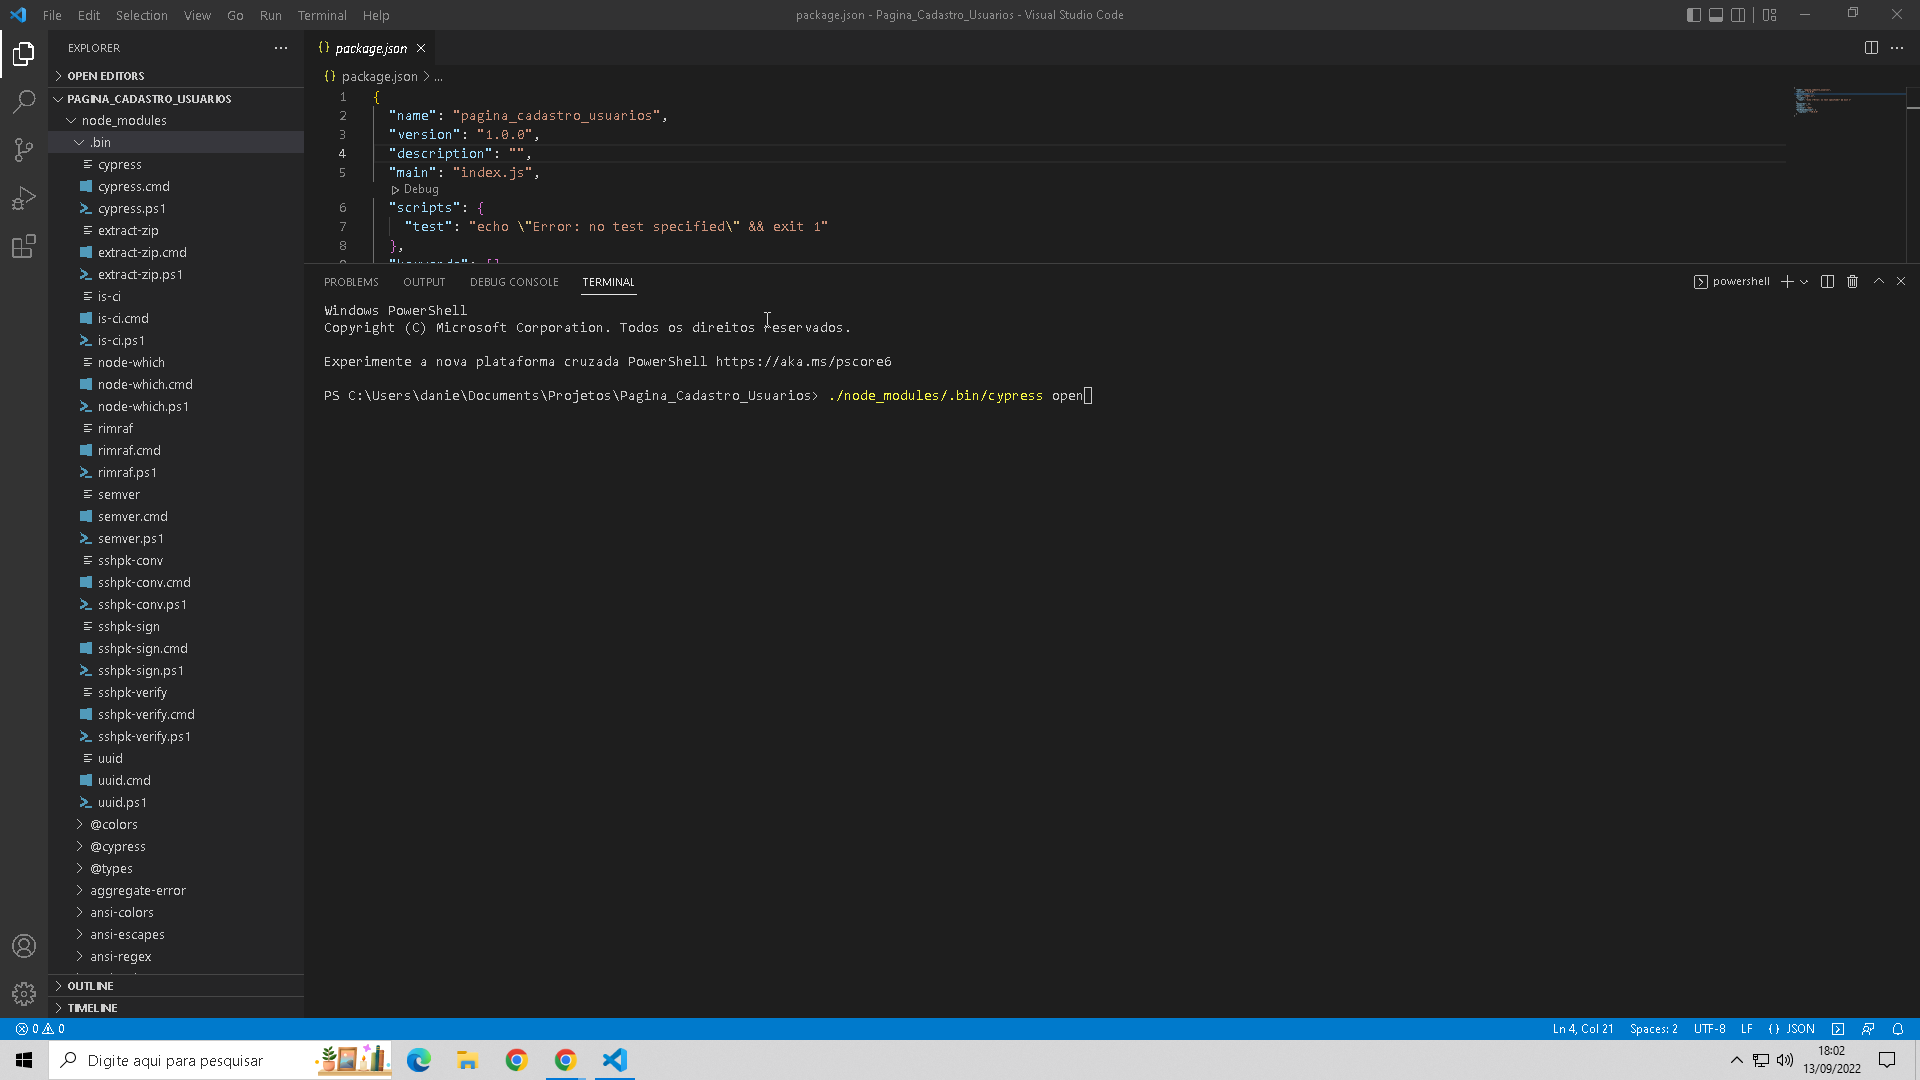 File Edit Selection View Go Run Terminal Help
package.json - Pagina_Cadastro_Usuarios - Visual Studio Code
EXPLORER
OPEN EDITORS
PAGINA_CADASTRO_USUARIOS
node_modules
.bin
cypress
cypress.cmd
cypress.ps1
extract-zip
extract-zip.cmd
extract-zip.ps1
is-ci
is-ci.cmd
is-ci.ps1
node-which
node-which.cmd
node-which.ps1
rimraf
rimraf.cmd
rimraf.ps1
semver
semver.cmd
semver.ps1
sshpk-conv
sshpk-conv.cmd
sshpk-conv.ps1
sshpk-sign
sshpk-sign.cmd
sshpk-sign.ps1
sshpk-verify
sshpk-verify.cmd
sshpk-verify.ps1
uuid
uuid.cmd
uuid.ps1
@colors
@cypress
@types
aggregate-error
ansi-colors
ansi-escapes
ansi-regex
OUTLINE
TIMELINE
{} package.json
{} package.json > ...
1 {
2 "name": "pagina_cadastro_usuarios",
3 "version": "1.0.0",
4 "description": "",
5 "main": "index.js",
Debug
6 "scripts": {
7 "test": "echo \"Error: no test specified\" && exit 1"
8 },
PROBLEMS OUTPUT DEBUG CONSOLE TERMINAL
powershell
Windows PowerShell
Copyright (C) Microsoft Corporation. Todos os direitos reservados.
Experimente a nova plataforma cruzada PowerShell https://aka.ms/pscore6
PS C:\Users\danie\Documents\Projetos\Pagina_Cadastro_Usuarios> ./node_modules/.bin/cypress open
0 0
Ln 4, Col 21 Spaces: 2 UTF-8 LF {} JSON
Digite aqui para pesquisar
18:02
13/09/2022